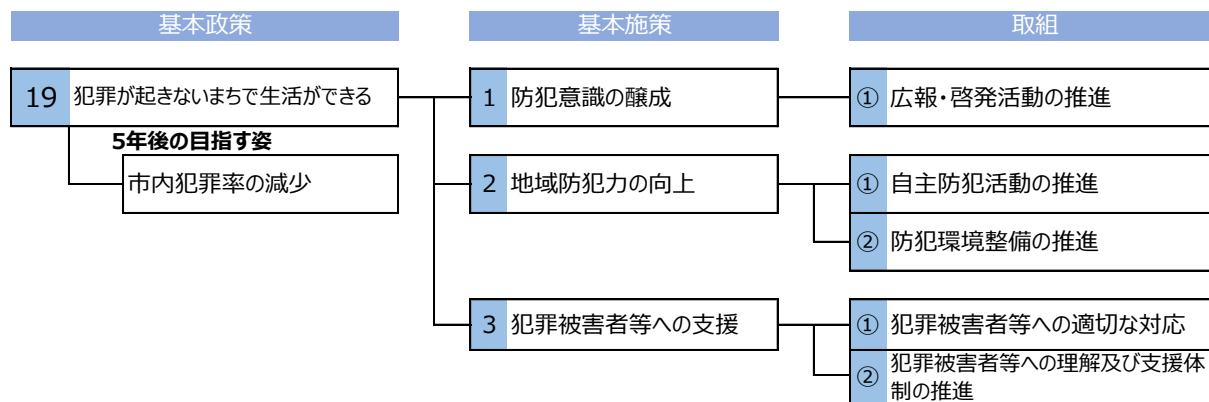 基本政策
基本施策
取組
19 犯罪が起きないまちで生活ができる
5年後の目指す姿
市内犯罪率の減少
1 防犯意識の醸成
① 広報・啓発活動の推進
2 地域防犯力の向上
① 自主防犯活動の推進
② 防犯環境整備の推進
3 犯罪被害者等への支援
① 犯罪被害者等への適切な対応
② 犯罪被害者等への理解及び支援体
制の推進